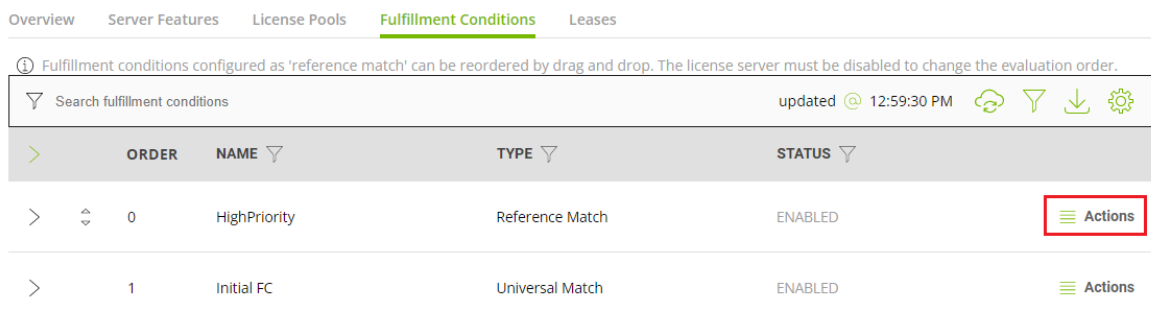 Overview Server Features License Pools Fulfillment Conditions Leases
Fulfillment conditions configured as 'reference match' can be reordered by drag and drop. The license server must be disabled to change the evaluation order.
Search fulfillment conditions updated @ 12:59:30 PM
ORDER NAME TYPE STATUS
0 HighPriority Reference Match ENABLED Actions
1 Initial FC Universal Match ENABLED Actions